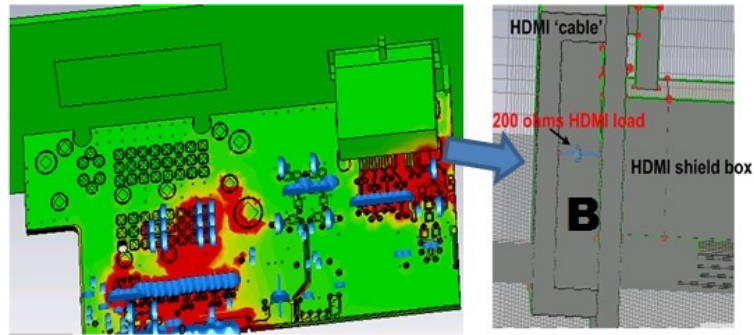 HDMI 'cable'
200 ohms HDMI load
HDMI shield box
B